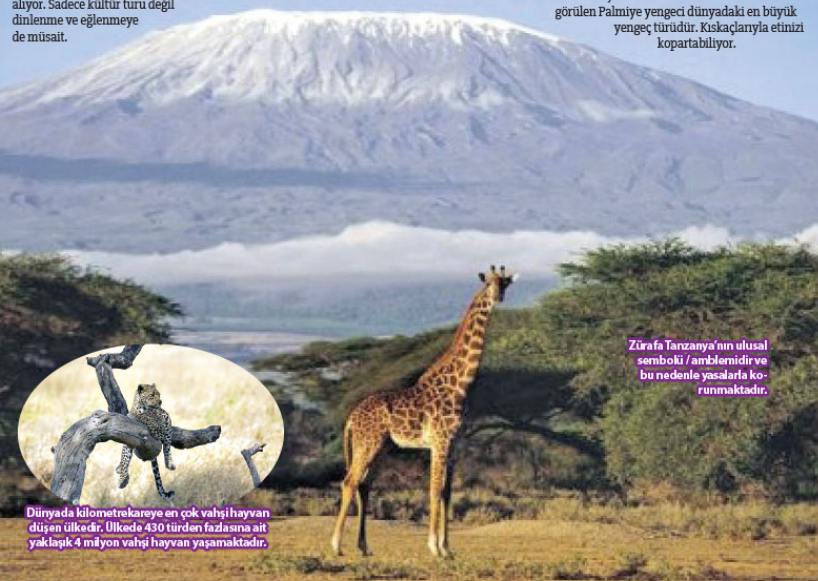 alıyor. Sadece kültür turu değil
dinlenme ve eğlenmeye
de müsait.
görülen Palmiye yengeci dünyadaki en büyük
yengeç türüdür. Kıskaçlarıyla etinizi
kopartabiliyor.
Zürafa Tanzanya'nın ulusal
sembolü / amblemidir ve
bu nedenle yasalarla ko-
runmaktadır.
Dünyada kilometrekareye en çok vahşi hayvan
düşen ülkedir. Ülkede 430 türden fazlasına ait
yaklaşık 4 milyon vahşi hayvan yaşamaktadır.